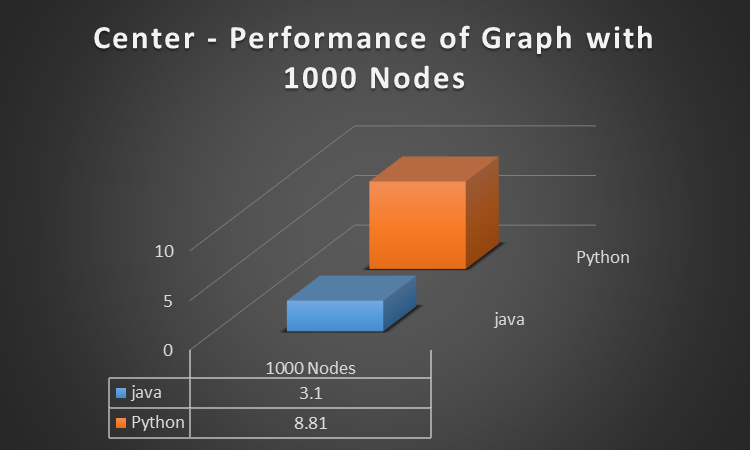 Center - Performance of Graph with
1000 Nodes
10
5
0
Python
java
1000 Nodes
java 3.1
Python 8.81